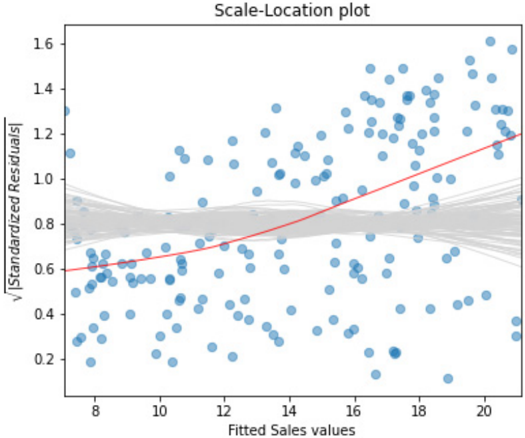 Scale-Location plot
√|Standardized Residuals|
1.6
1.4
1.2
1.0
0.8
0.6
0.4
0.2
8 10 12 14 16 18 20
Fitted Sales values